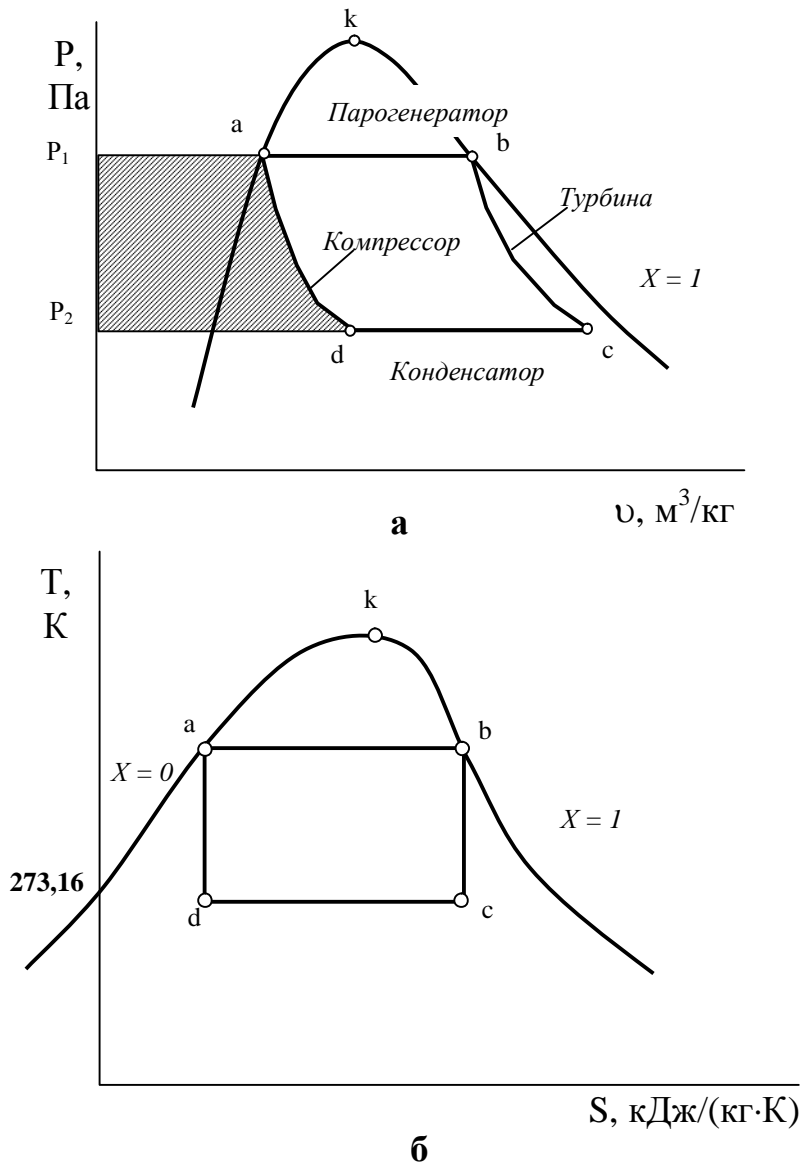 k
P,
Па
a
Парогенератор
b
P₁
Турбина
Компрессор
X = 1
P₂
d
c
Конденсатор
υ, м³/кг
а
T,
K
k
a
b
X = 0
X = 1
273,16
d
c
S, кДж/(кг·К)
б